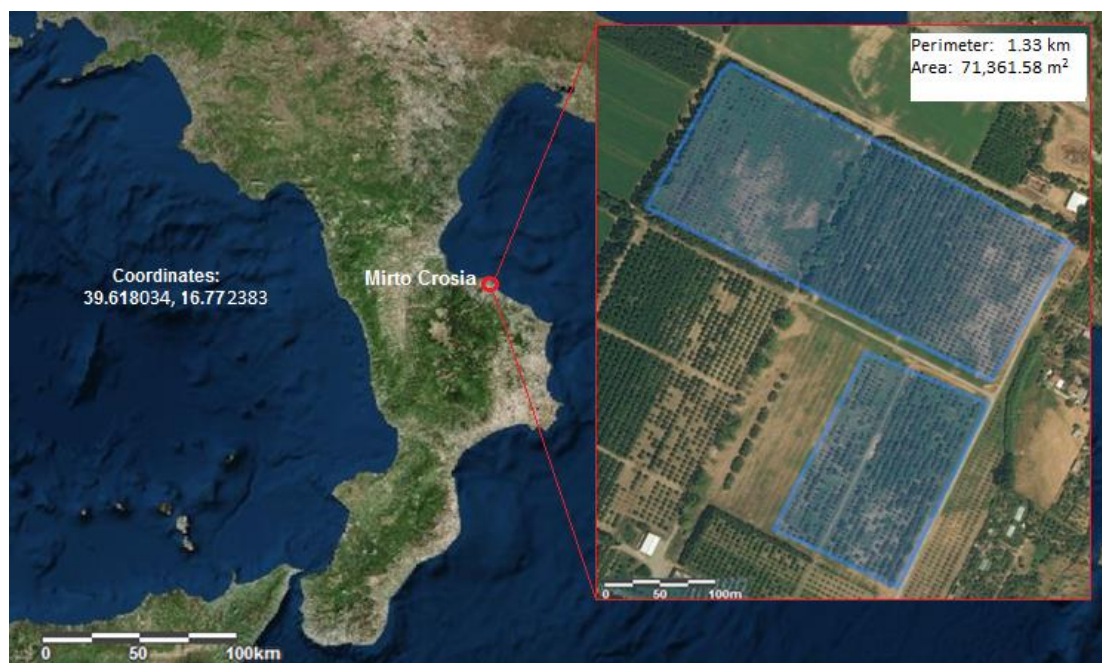 Perimeter: 1.33 km
Area: 71,361.58 m²
Coordinates:
39.618034, 16.772383
Mirto Crosia
0 50 100m
0 50 100km